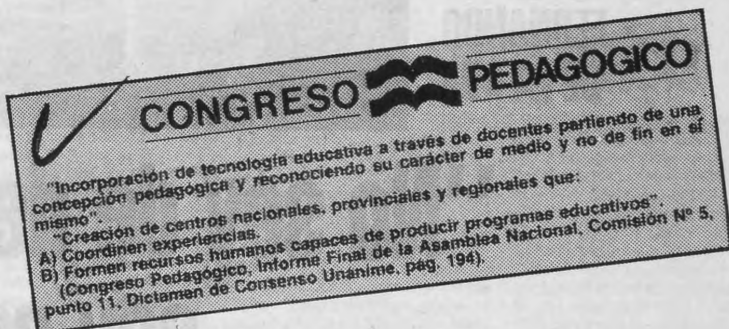 CONGRESO PEDAGOGICO
"Incorporación de tecnología educativa a través de docentes partiendo de una
concepción pedagógica y reconociendo su carácter de medio y no de fin en sí
mismo".
"Creación de centros nacionales, provinciales y regionales que:
A) Coordinen experiencias.
B) Formen recursos humanos capaces de producir programas educativos".
(Congreso Pedagógico, Informe Final de la Asamblea Nacional, Comisión Nº 5,
punto 11, Dictamen de Consenso Unánime, pág. 194).